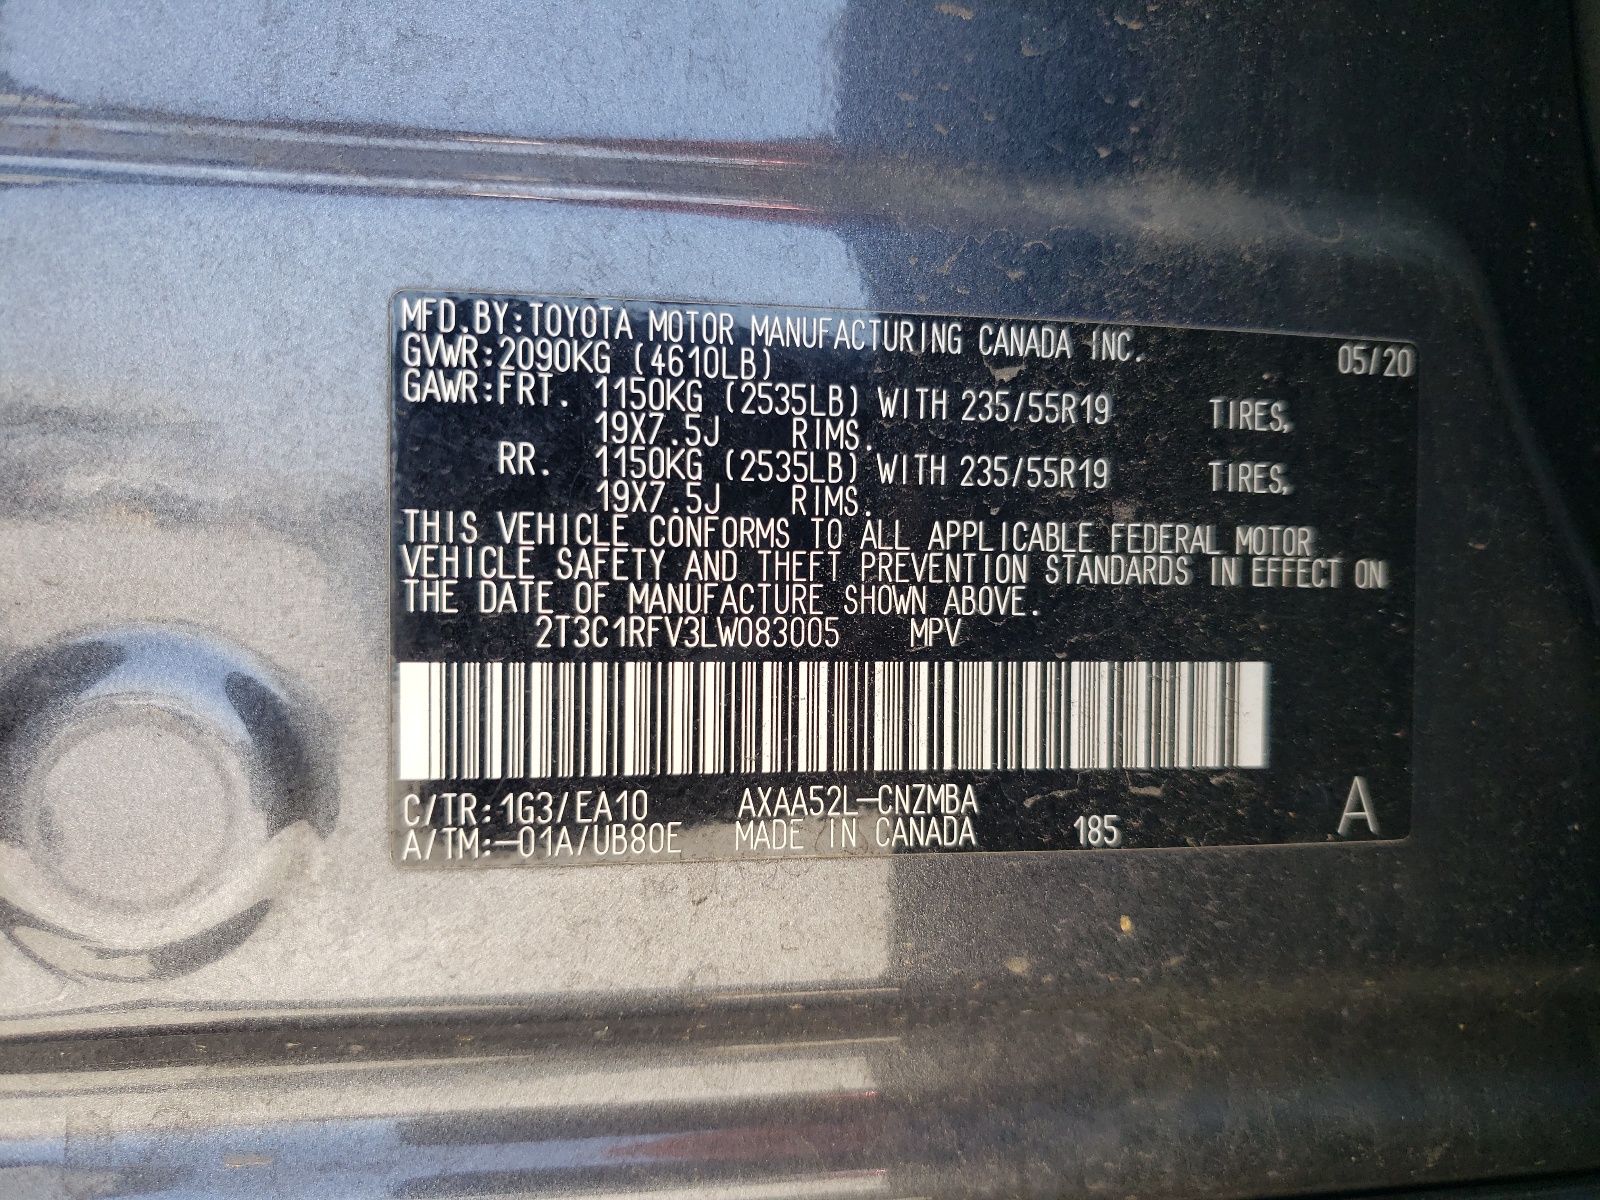 MFD.BY:TOYOTA MOTOR MANUFACTURING CANADA INC. 05/20
GVWR:2090KG (4610LB)
GAWR:FRT. 1150KG (2535LB) WITH 235/55R19 TIRES,
19X7.5J RIMS.
RR. 1150KG (2535LB) WITH 235/55R19 TIRES,
19X7.5J RIMS.
THIS VEHICLE CONFORMS TO ALL APPLICABLE FEDERAL MOTOR
VEHICLE SAFETY AND THEFT PREVENTION STANDARDS IN EFFECT ON
THE DATE OF MANUFACTURE SHOWN ABOVE.
2T3C1RFV3LW083005 MPV
C/TR:1G3/EA10 AXAA52L-CNZMBA A
A/TM:-01A/UB80E MADE IN CANADA 185